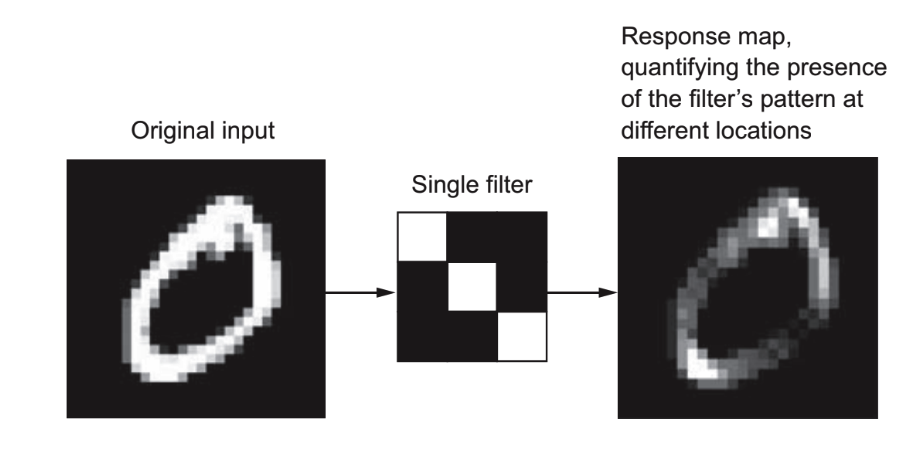 Original input
Single filter
Response map,
quantifying the presence
of the filter's pattern at
different locations